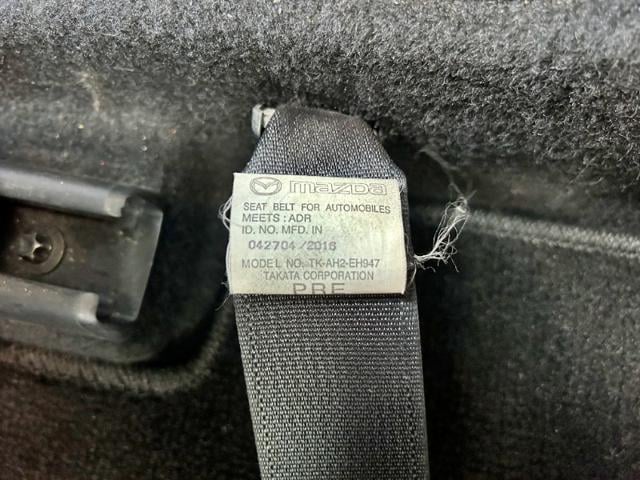 mazda
SEAT BELT FOR AUTOMOBILES
MEETS : ADR
ID. NO. MFD. IN
042704 / 2016
MODEL NO. TK-AH2-EH947
TAKATA CORPORATION
PRE